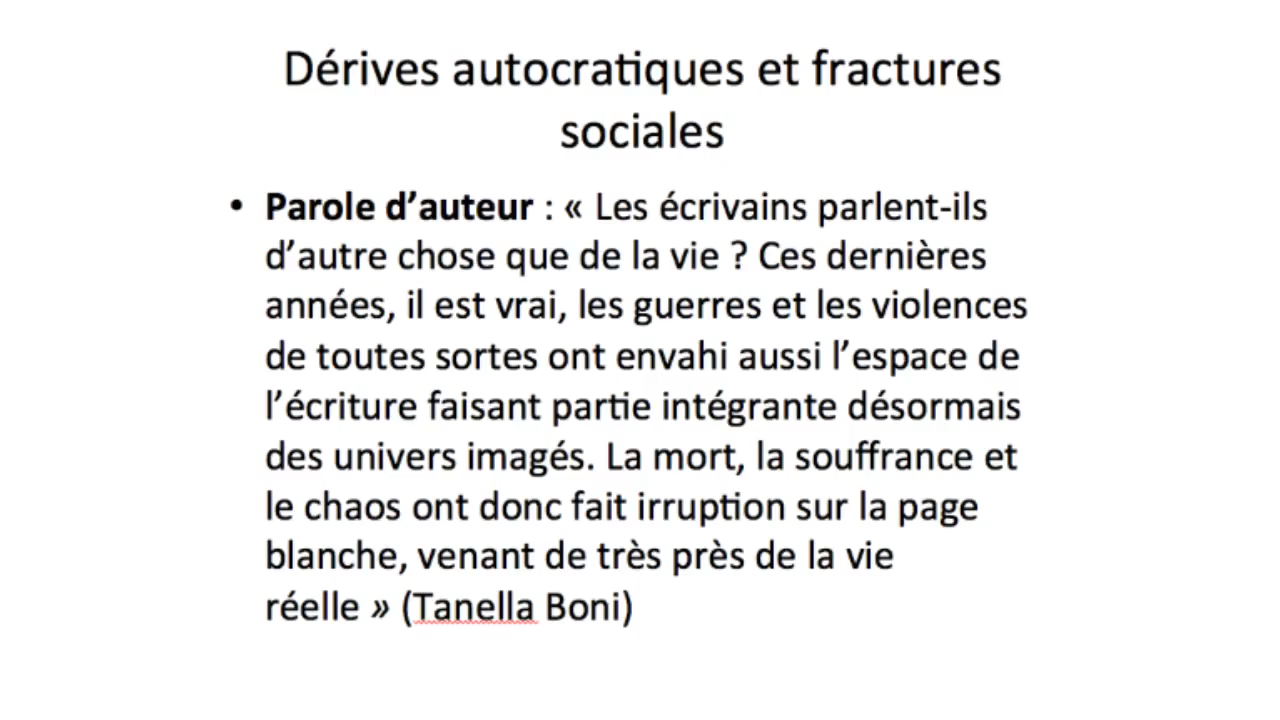 Dérives autocratiques et fractures
sociales
• Parole d’auteur : « Les écrivains parlent-ils
d’autre chose que de la vie ? Ces dernières
années, il est vrai, les guerres et les violences
de toutes sortes ont envahi aussi l’espace de
l’écriture faisant partie intégrante désormais
des univers imagés. La mort, la souffrance et
le chaos ont donc fait irruption sur la page
blanche, venant de très près de la vie
réelle » (Tanella Boni)